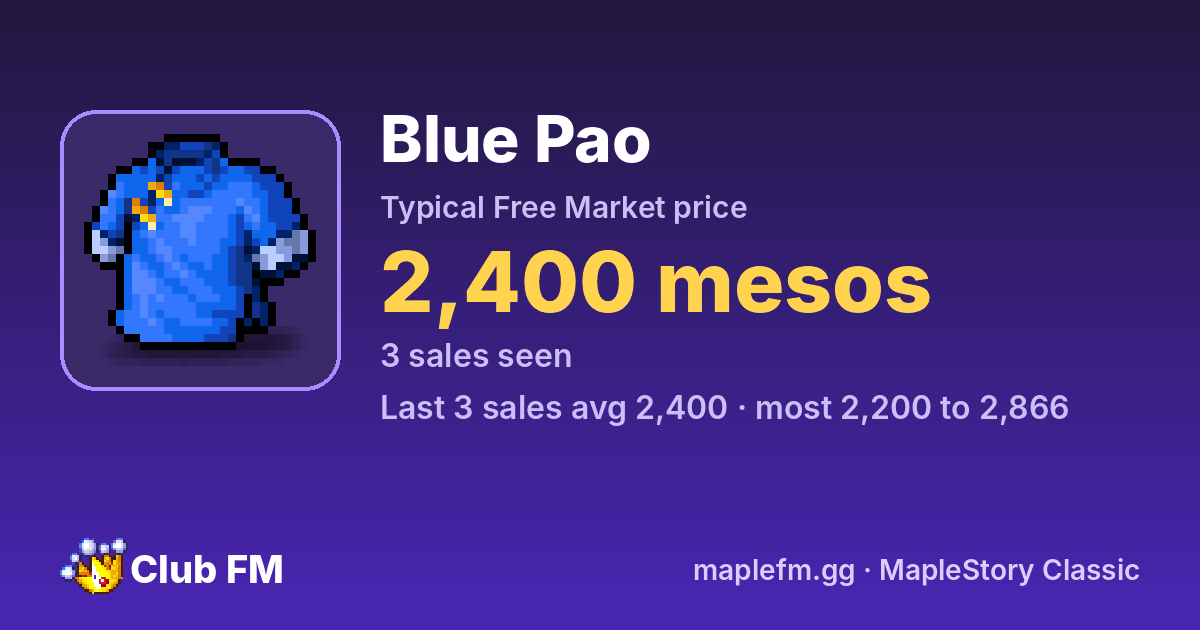 Blue Pao
Typical Free Market price
2,400 mesos
3 sales seen
Last 3 sales avg 2,400 · most 2,200 to 2,866
Club FM
maplefm.gg · MapleStory Classic